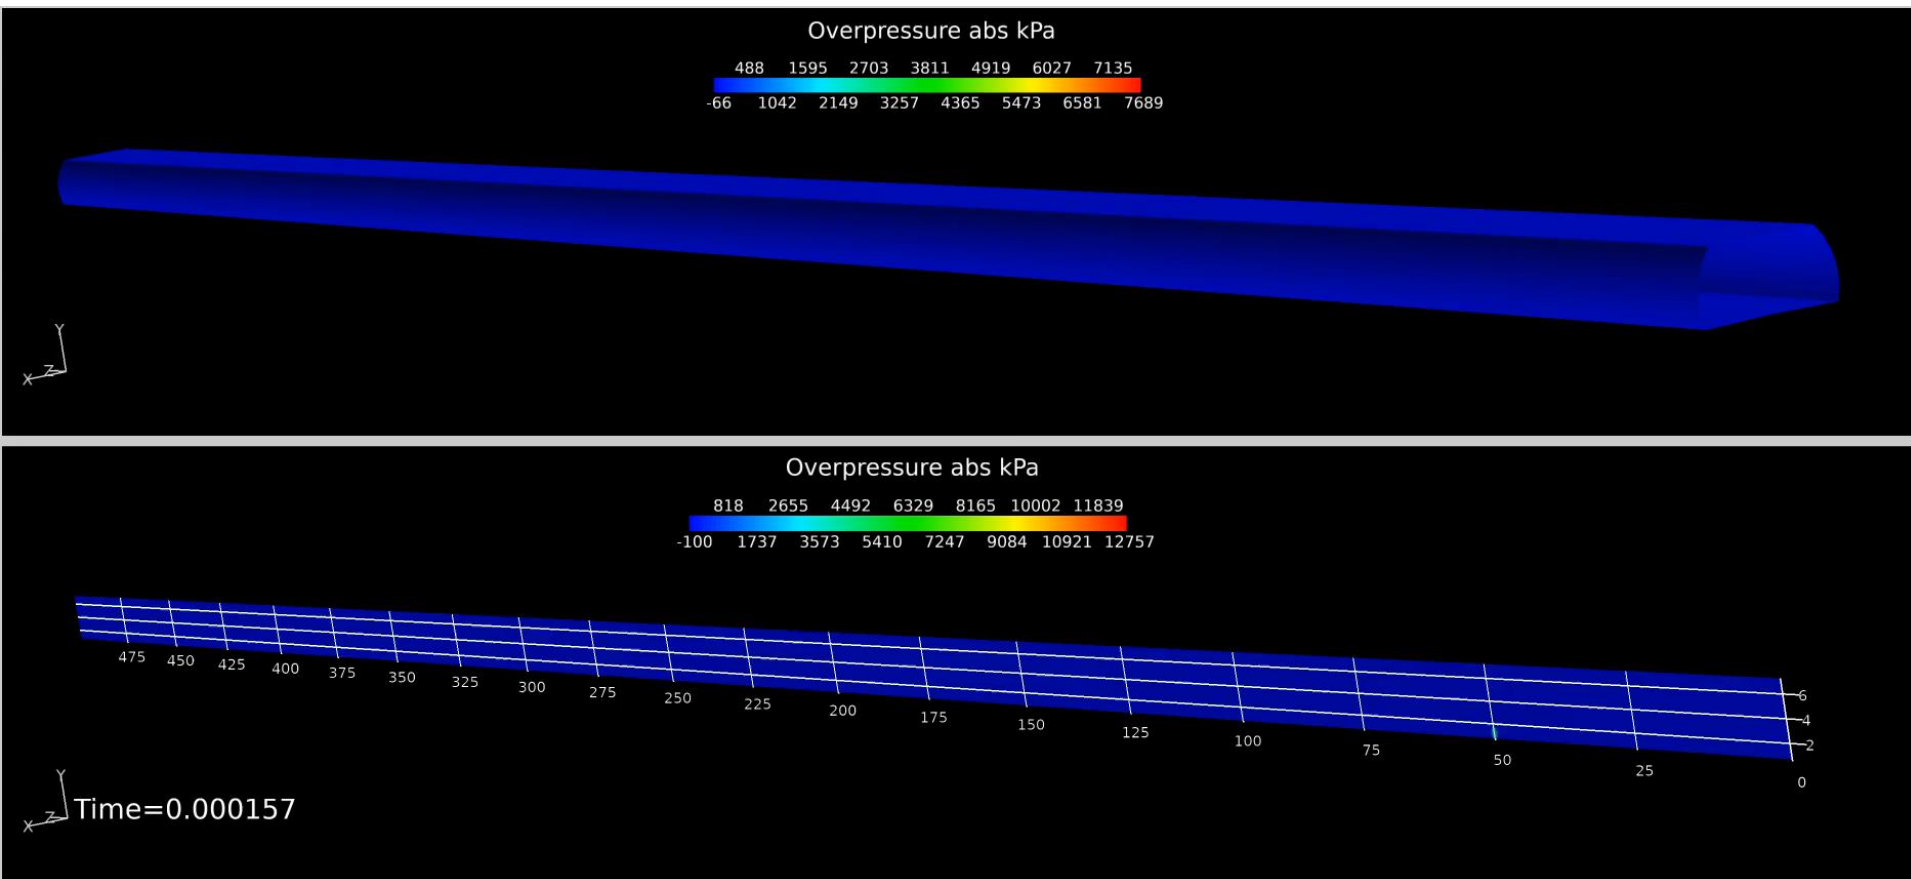 Overpressure abs kPa
488 1595 2703 3811 4919 6027 7135
-66 1042 2149 3257 4365 5473 6581 7689
Y
Z
X
Overpressure abs kPa
818 2655 4492 6329 8165 10002 11839
-100 1737 3573 5410 7247 9084 10921 12757
475 450 425 400 375 350 325 300 275 250 225 200 175 150 125 100 75 50 25 0
6
4
2
Y
Z
X
Time=0.000157